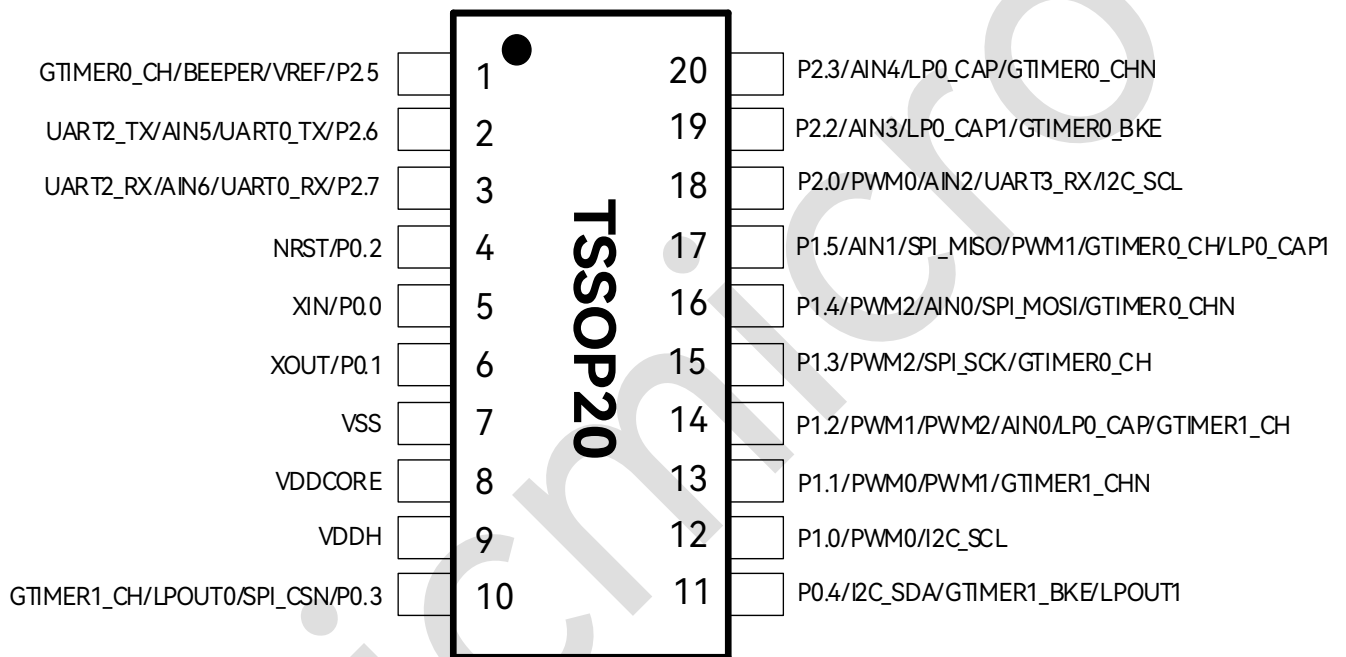 GTIMER0_CH/BEEPER/VREF/P2.5 1 20 P2.3/AIN4/LP0_CAP/GTIMER0_CHN
UART2_TX/AIN5/UART0_TX/P2.6 2 19 P2.2/AIN3/LP0_CAP1/GTIMER0_BKE
UART2_RX/AIN6/UART0_RX/P2.7 3 18 P2.0/PWM0/AIN2/UART3_RX/I2C_SCL
NRST/P0.2 4 17 P1.5/AIN1/SPI_MISO/PWM1/GTIMER0_CH/LP0_CAP1
XIN/P0.0 5 16 P1.4/PWM2/AIN0/SPI_MOSI/GTIMER0_CHN
XOUT/P0.1 6 15 P1.3/PWM2/SPI_SCK/GTIMER0_CH
VSS 7 14 P1.2/PWM1/PWM2/AIN0/LP0_CAP/GTIMER1_CH
VDDCORE 8 13 P1.1/PWM0/PWM1/GTIMER1_CHN
VDDH 9 12 P1.0/PWM0/I2C_SCL
GTIMER1_CH/LPOUT0/SPI_CSN/P0.3 10 11 P0.4/I2C_SDA/GTIMER1_BKE/LPOUT1
TSSOP20
icmicro